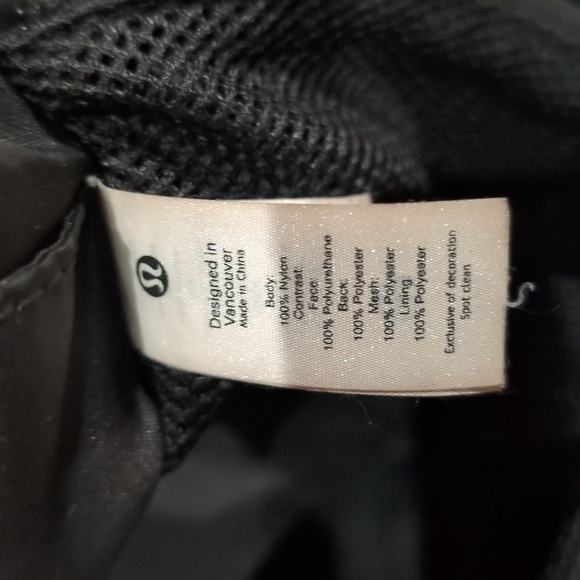 Designed in
Vancouver
Made in China
Body:
100% Nylon
Contrast:
Face:
100% Polyurethane
Back:
100% Polyester
Mesh:
100% Polyester
Lining:
100% Polyester
Exclusive of decoration
Spot clean